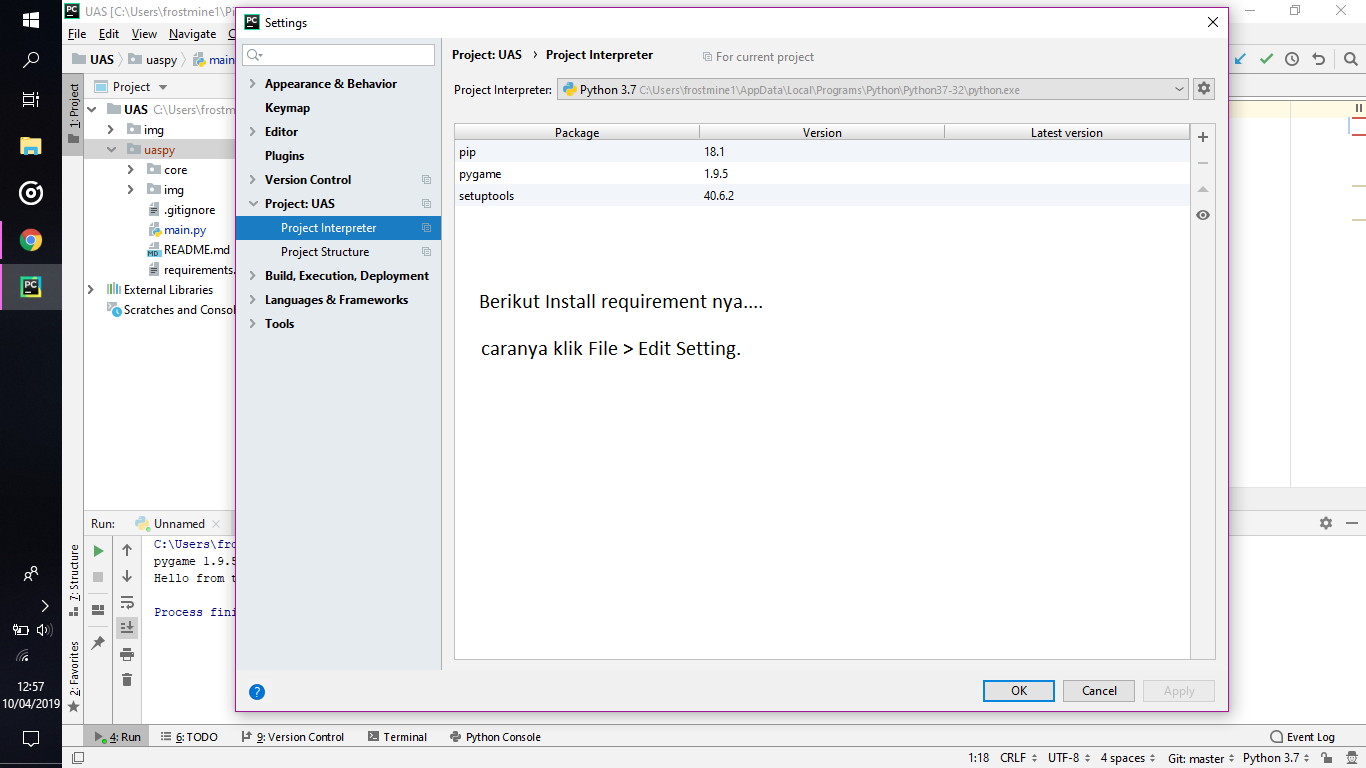 UAS [C:\Users\frostmine1\P
File Edit View Navigate
UAS uaspy main
1: Project
Project
UAS C:\Users\frostm
img
uaspy
core
img
.gitignore
main.py
README.md
requirements.
External Libraries
Scratches and Consol
Settings
Appearance & Behavior
Keymap
Editor
Plugins
Version Control
Project: UAS
Project Interpreter
Project Structure
Build, Execution, Deployment
Languages & Frameworks
Tools
Project: UAS › Project Interpreter For current project
Project Interpreter: Python 3.7 C:\Users\frostmine1\AppData\Local\Programs\Python\Python37-32\python.exe
Package Version Latest version
pip 18.1
pygame 1.9.5
setuptools 40.6.2
Berikut Install requirement nya....
caranya klik File > Edit Setting.
OK Cancel Apply
Run: Unnamed
C:\Users\fro
pygame 1.9.5
Hello from t
Process fini
7: Structure
2: Favorites
4: Run 6: TODO 9: Version Control Terminal Python Console Event Log
1:18 CRLF UTF-8 4 spaces Git: master Python 3.7
12:57
10/04/2019